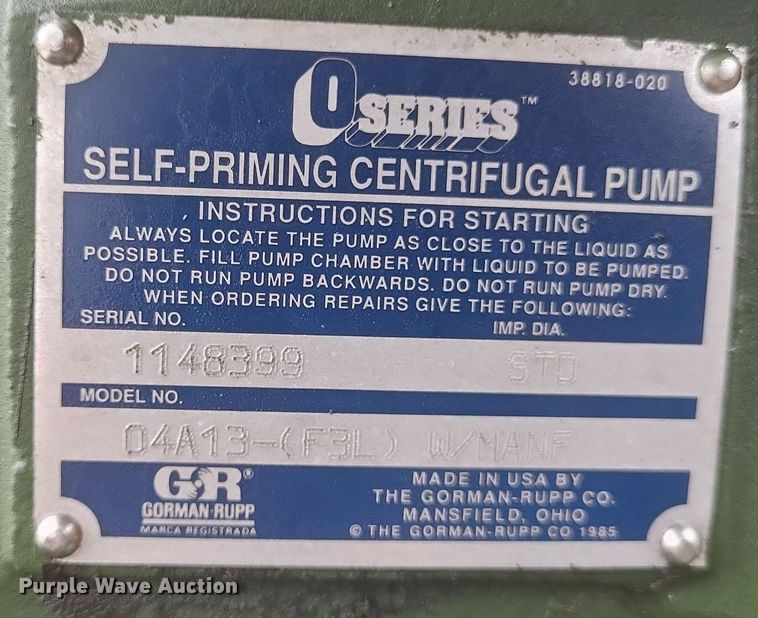 38818-020
0 SERIES™
SELF-PRIMING CENTRIFUGAL PUMP
INSTRUCTIONS FOR STARTING
ALWAYS LOCATE THE PUMP AS CLOSE TO THE LIQUID AS
POSSIBLE. FILL PUMP CHAMBER WITH LIQUID TO BE PUMPED.
DO NOT RUN PUMP BACKWARDS. DO NOT RUN PUMP DRY.
WHEN ORDERING REPAIRS GIVE THE FOLLOWING:
SERIAL NO. IMP. DIA.
1148399 STD
MODEL NO.
04A13-(F3L) W/MANF
GR®
GORMAN-RUPP
MARCA REGISTRADA
MADE IN USA BY
THE GORMAN-RUPP CO.
MANSFIELD, OHIO
© THE GORMAN-RUPP CO 1985
Purple Wave Auction